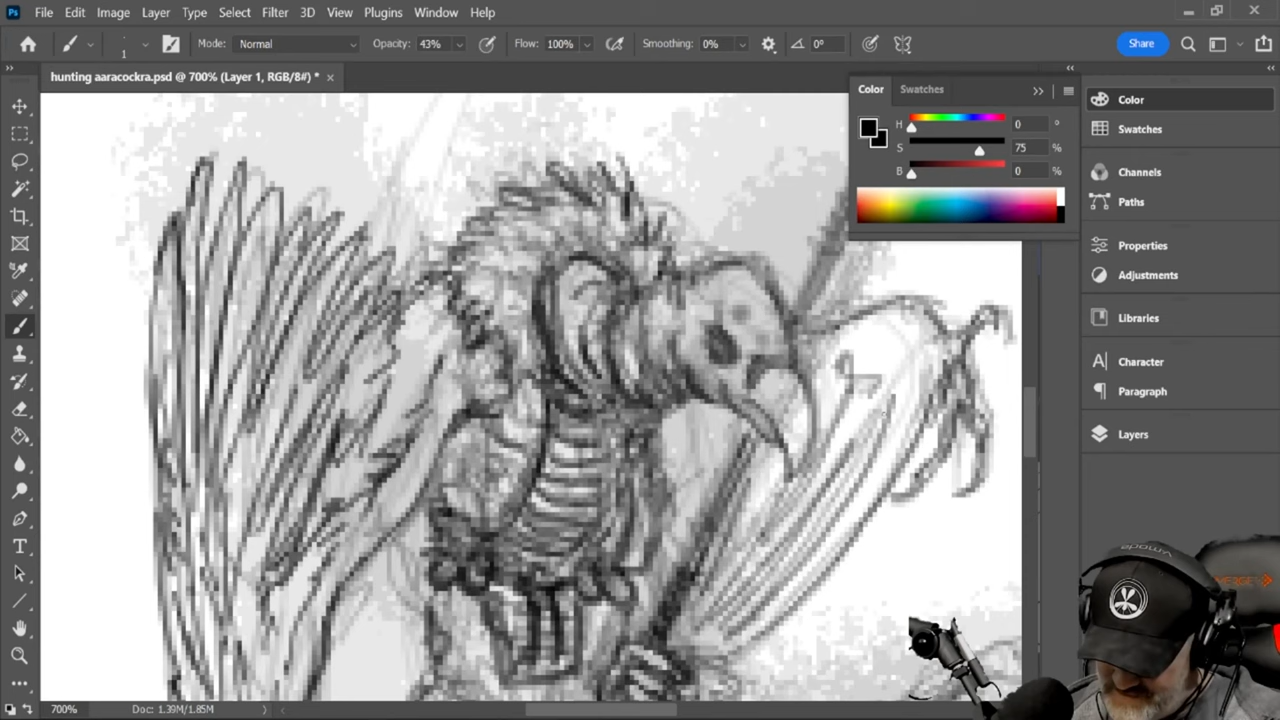 Ps File Edit Image Layer Type Select Filter 3D View Plugins Window Help
1 Mode: Normal Opacity: 43% Flow: 100% Smoothing: 0% 0° Share
hunting aaracockra.psd @ 700% (Layer 1, RGB/8#) * ×
Color Swatches
H 0 °
S 75 %
B 0 %
Color
Swatches
Channels
Paths
Properties
Adjustments
Libraries
Character
Paragraph
Layers
700% Doc: 1.39M/1.85M